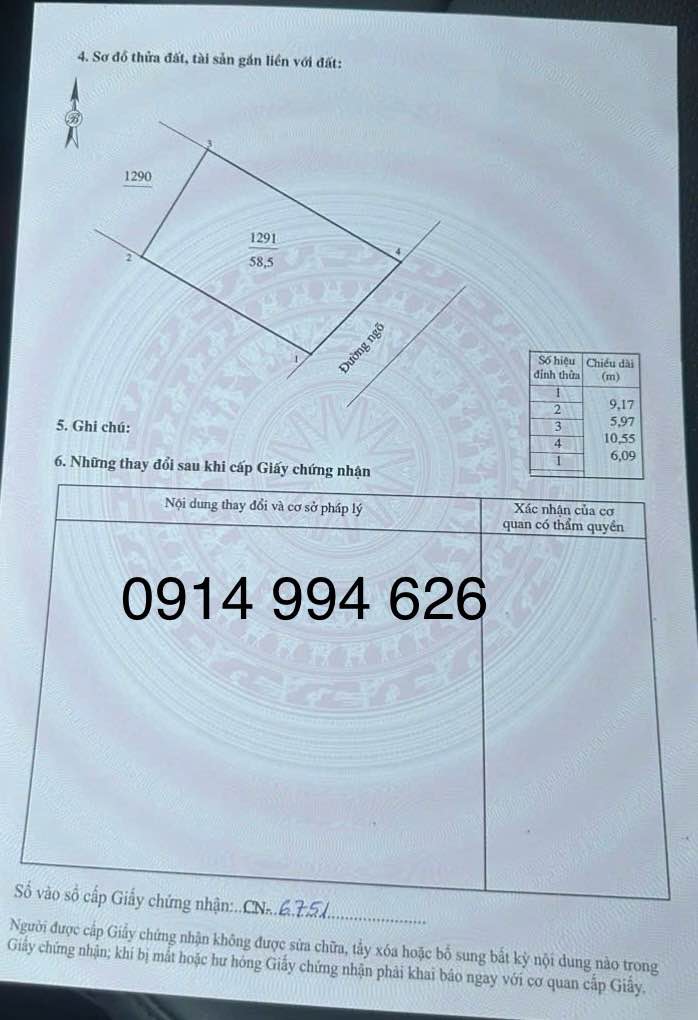 4. Sơ đồ thửa đất, tài sản gắn liền với đất:
B
3
1290
1291
58,5
4
2
1
Đường ngõ
Số hiệu đỉnh thửa Chiều dài (m)
1
9,17
2
5,97
3
10,55
4
6,09
1
5. Ghi chú:
6. Những thay đổi sau khi cấp Giấy chứng nhận
Nội dung thay đổi và cơ sở pháp lý
Xác nhận của cơ
quan có thẩm quyền
0914 994 626
Số vào sổ cấp Giấy chứng nhận:..CN..6751
Người được cấp Giấy chứng nhận không được sửa chữa, tẩy xóa hoặc bổ sung bất kỳ nội dung nào trong
Giấy chứng nhận; khi bị mất hoặc hư hỏng Giấy chứng nhận phải khai báo ngay với cơ quan cấp Giấy.